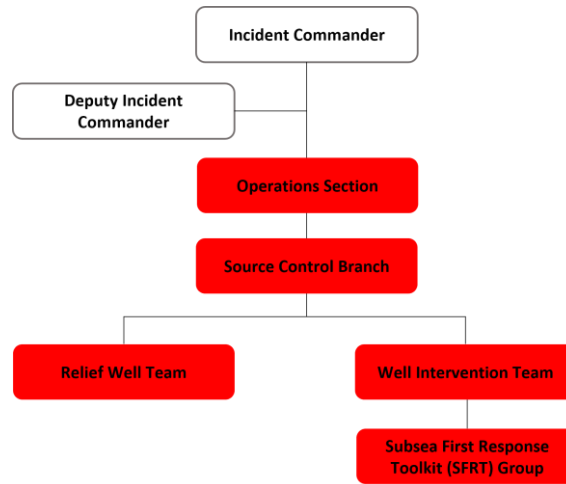 Incident Commander
Deputy Incident
Commander
Operations Section
Source Control Branch
Relief Well Team
Well Intervention Team
Subsea First Response
Toolkit (SFRT) Group